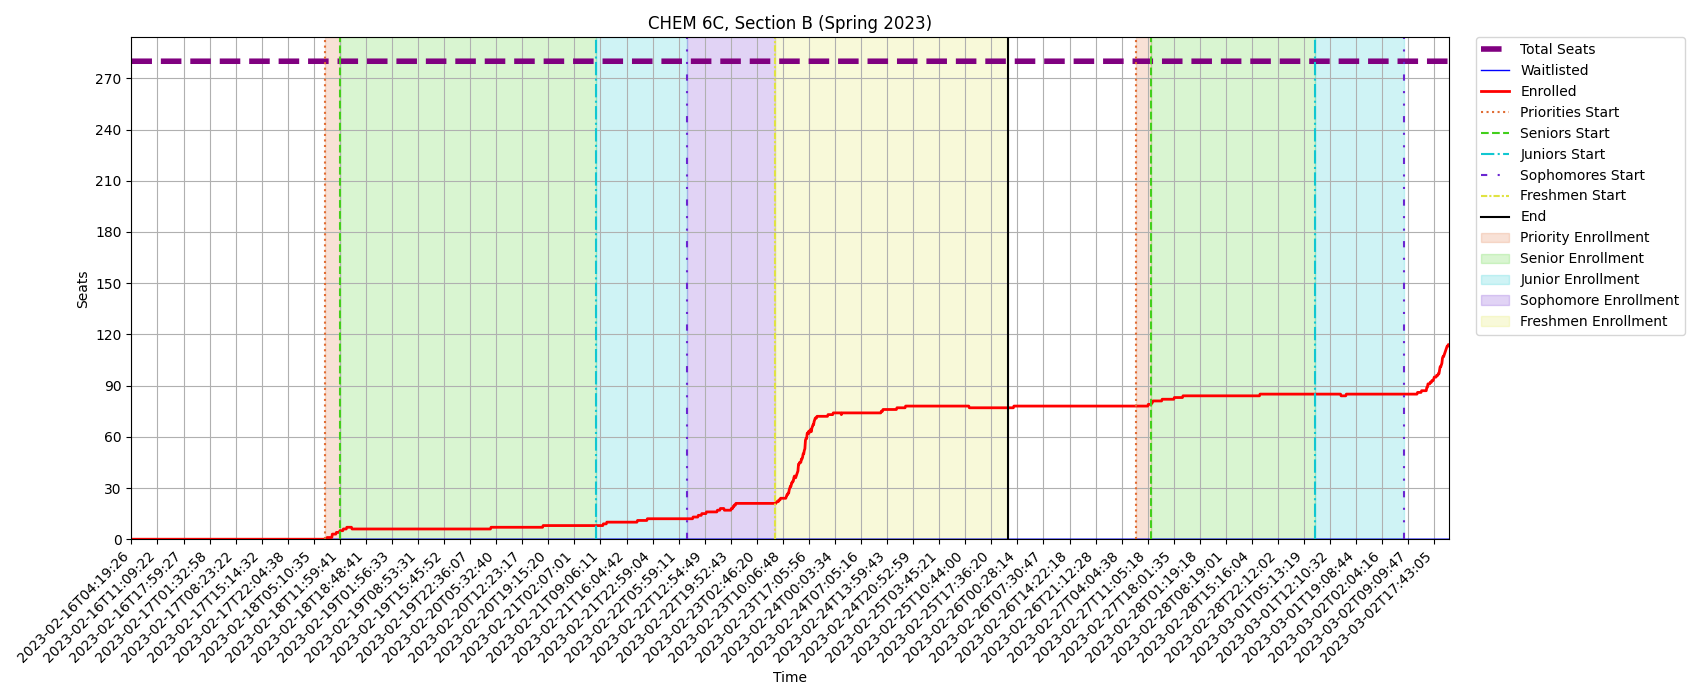 CHEM 6C, Section B (Spring 2023)
Total Seats
Waitlisted
Enrolled
Priorities Start
Seniors Start
Juniors Start
Sophomores Start
Freshmen Start
End
Priority Enrollment
Senior Enrollment
Junior Enrollment
Sophomore Enrollment
Freshmen Enrollment
Seats
270
240
210
180
150
120
90
60
30
0
2023-02-16T04:19:26
2023-02-16T11:09:22
2023-02-16T17:59:27
2023-02-17T01:32:58
2023-02-17T08:23:22
2023-02-17T15:14:32
2023-02-17T22:04:38
2023-02-18T05:10:35
2023-02-18T11:59:41
2023-02-18T18:48:41
2023-02-19T01:56:33
2023-02-19T08:53:31
2023-02-19T15:45:52
2023-02-19T22:36:07
2023-02-20T05:32:40
2023-02-20T12:23:17
2023-02-20T19:15:20
2023-02-21T02:07:01
2023-02-21T09:06:11
2023-02-21T16:04:42
2023-02-21T22:59:04
2023-02-22T05:59:11
2023-02-22T12:54:49
2023-02-22T19:52:43
2023-02-23T02:46:20
2023-02-23T10:06:48
2023-02-23T17:05:56
2023-02-24T00:03:34
2023-02-24T07:05:16
2023-02-24T13:59:43
2023-02-24T20:52:59
2023-02-25T03:45:21
2023-02-25T10:44:00
2023-02-25T17:36:20
2023-02-26T00:28:14
2023-02-26T07:30:47
2023-02-26T14:22:18
2023-02-26T21:12:28
2023-02-27T04:04:38
2023-02-27T11:05:18
2023-02-27T18:01:35
2023-02-28T01:19:18
2023-02-28T08:19:01
2023-02-28T15:16:04
2023-02-28T22:12:02
2023-03-01T05:13:19
2023-03-01T12:10:32
2023-03-01T19:08:44
2023-03-02T02:04:16
2023-03-02T09:09:47
2023-03-02T17:43:05
Time